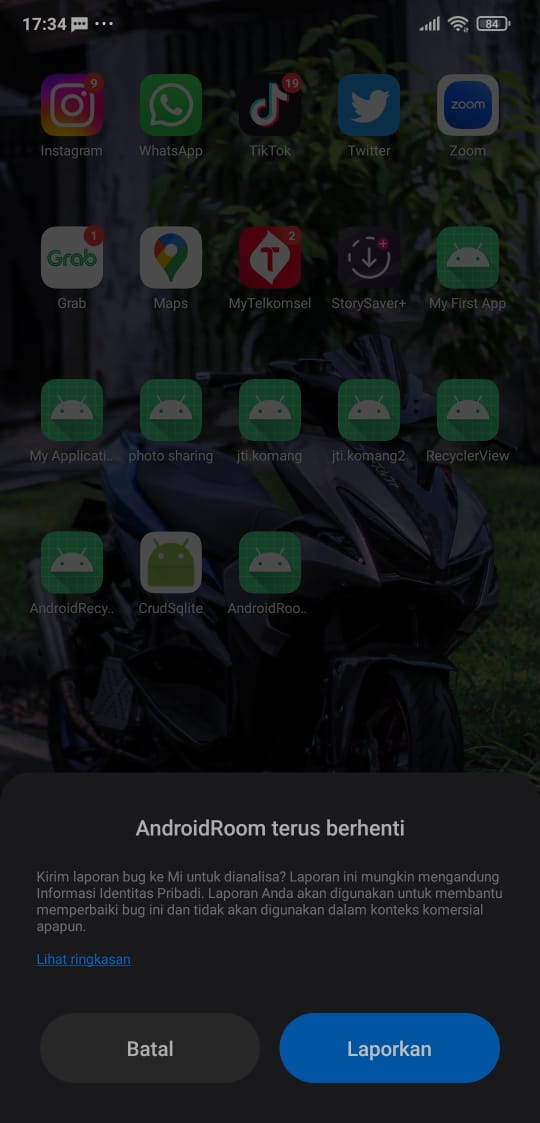 17:34
84
9
19
zoom
Instagram
WhatsApp
TikTok
Twitter
Zoom
1
Grab
2
T
Grab
Maps
MyTelkomsel
StorySaver+
My First App
My Applicati..
photo sharing
jti.komang
jti.komang2
RecyclerView
AndroidRecy..
CrudSqlite
AndroidRoo..
AndroidRoom terus berhenti
Kirim laporan bug ke Mi untuk dianalisa? Laporan ini mungkin mengandung
Informasi Identitas Pribadi. Laporan Anda akan digunakan untuk membantu
memperbaiki bug ini dan tidak akan digunakan dalam konteks komersial
apapun.
Lihat ringkasan
Batal
Laporkan